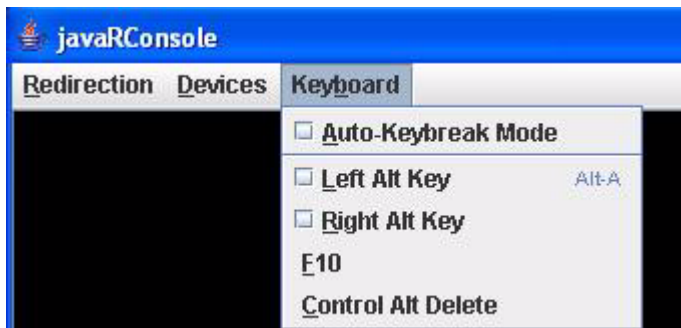 javaRConsole
Redirection Devices Keyboard
Auto-Keybreak Mode
Left Alt Key Alt-A
Right Alt Key
F10
Control Alt Delete